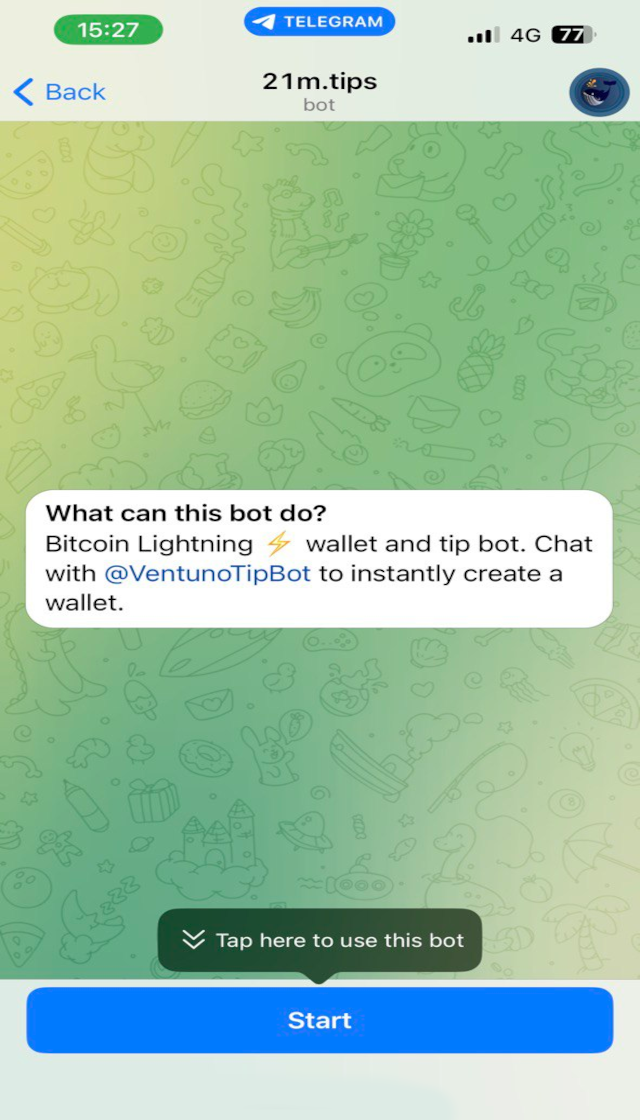 15:27
TELEGRAM
4G 77
Back
21m.tips
bot
What can this bot do?
Bitcoin Lightning ⚡ wallet and tip bot. Chat
with @VentunoTipBot to instantly create a
wallet.
Tap here to use this bot
Start